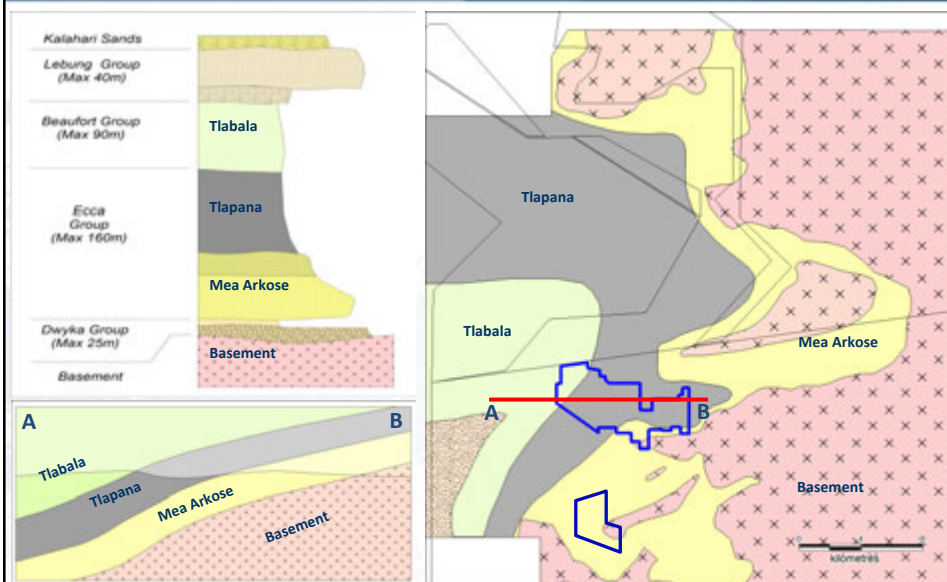 Kalahari Sands
Lebung Group
(Max 40m)
Beaufort Group
(Max 90m)
Ecca
Group
(Max 160m)
Dwyka Group
(Max 25m)
Basement
Tlabala
Tlapana
Mea Arkose
Basement
A
B
Tlabala
Tlapana
Mea Arkose
Basement
Tlapana
Tlabala
Mea Arkose
A
B
Basement
kilometres